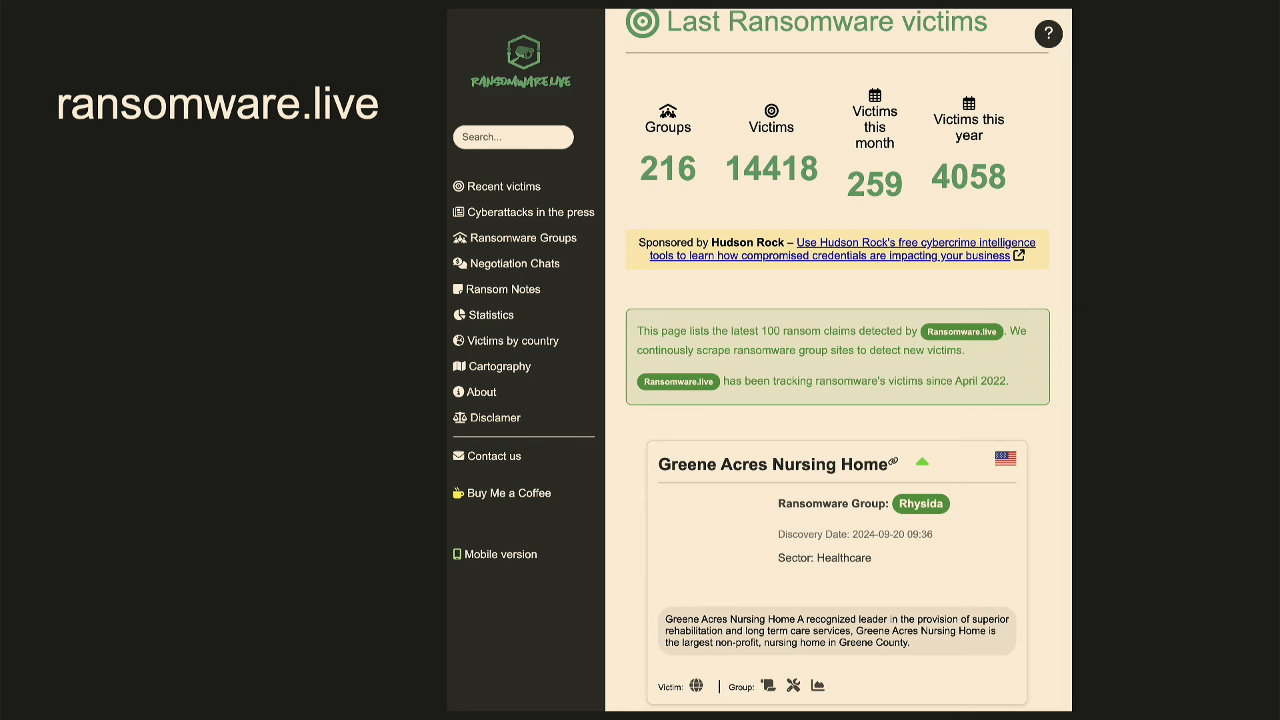 ransomware.live
RANSOMWARE.LIVE
Search...
Recent victims
Cyberattacks in the press
Ransomware Groups
Negotiation Chats
Ransom Notes
Statistics
Victims by country
Cartography
About
Disclamer
Contact us
Buy Me a Coffee
Mobile version
Last Ransomware victims
?
Groups
216
Victims
14418
Victims
this
month
259
Victims this
year
4058
Sponsored by Hudson Rock – Use Hudson Rock's free cybercrime intelligence
tools to learn how compromised credentials are impacting your business
This page lists the latest 100 ransom claims detected by Ransomware.live. We
continously scrape ransomware group sites to detect new victims.
Ransomware.live has been tracking ransomware's victims since April 2022.
Greene Acres Nursing Home
Ransomware Group: Rhysida
Discovery Date: 2024-09-20 09:36
Sector: Healthcare
Greene Acres Nursing Home A recognized leader in the provision of superior
rehabilitation and long term care services, Greene Acres Nursing Home is
the largest non-profit, nursing home in Greene County.
Victim: | Group: